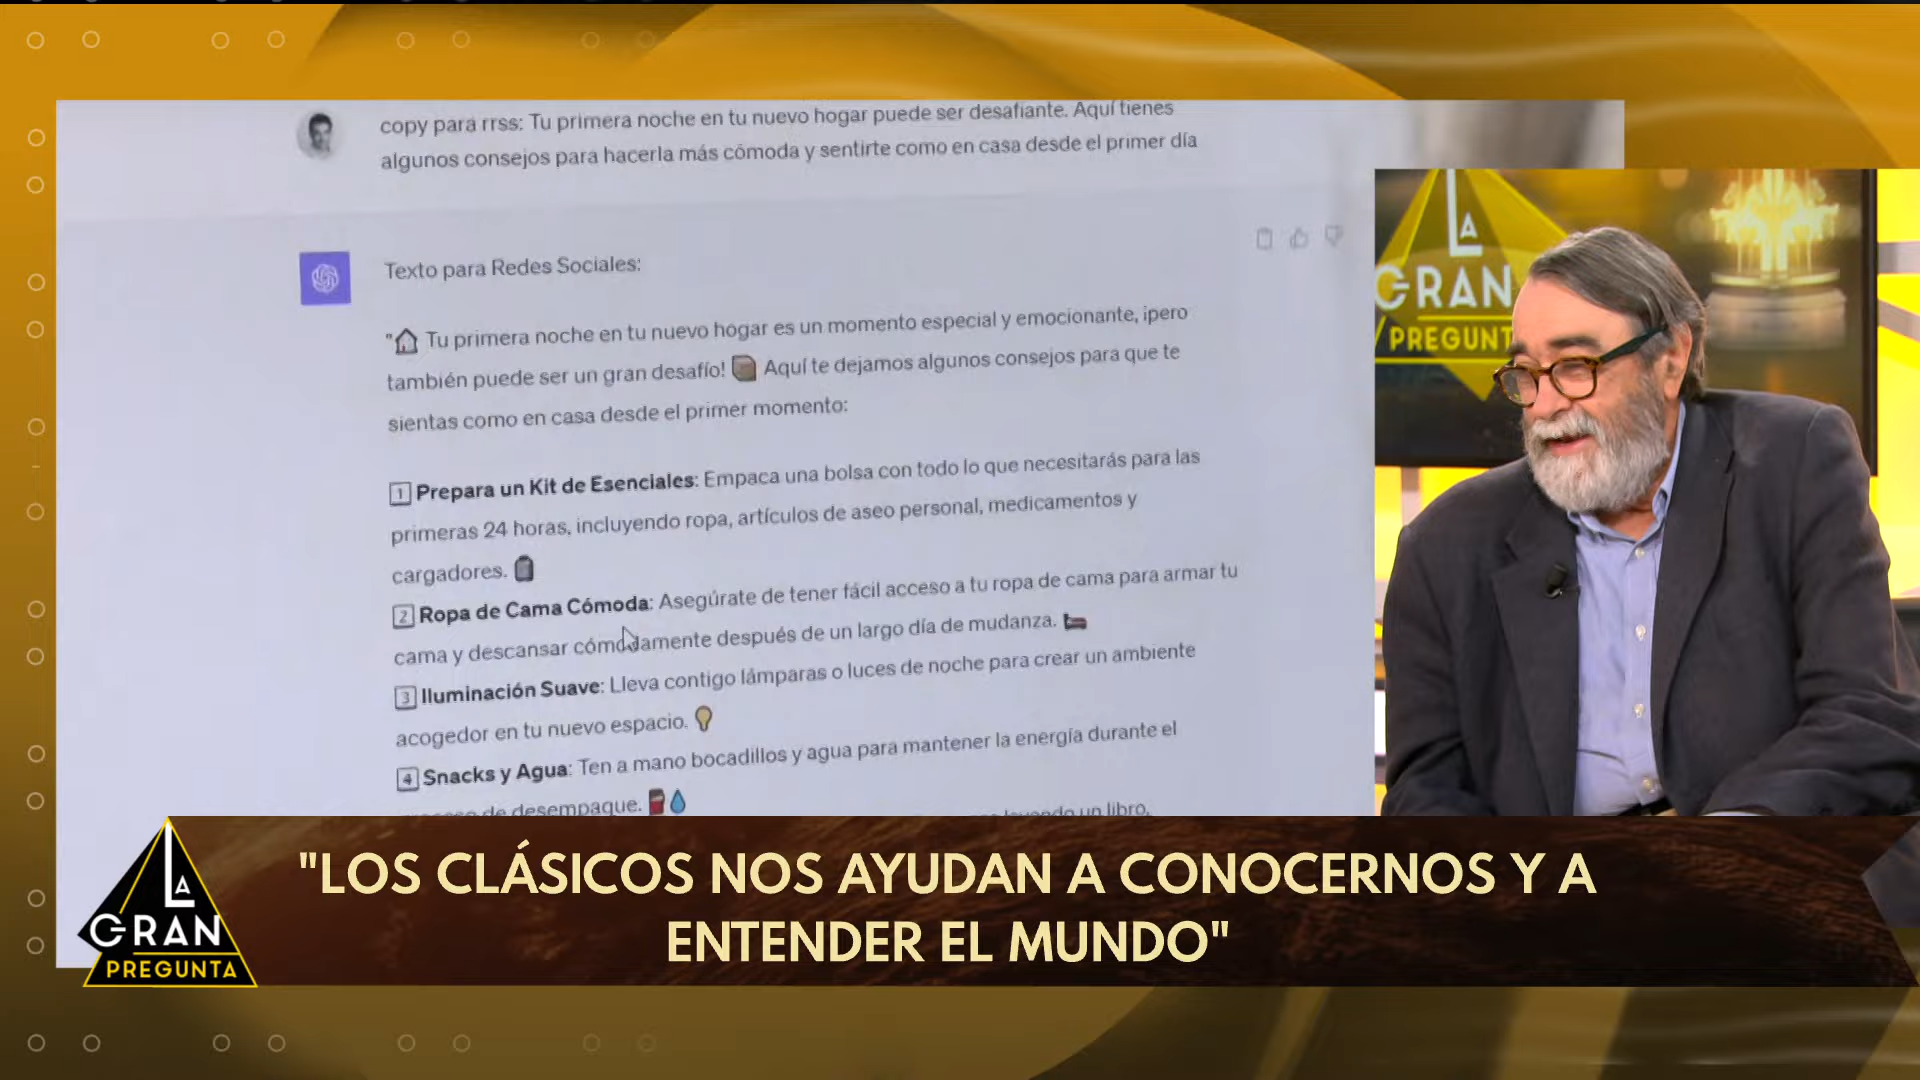 copy para rrss: Tu primera noche en tu nuevo hogar puede ser desafiante. Aquí tienes
algunos consejos para hacerla más cómoda y sentirte como en casa desde el primer día
Texto para Redes Sociales:
"🏠 Tu primera noche en tu nuevo hogar es un momento especial y emocionante, ¡pero
también puede ser un gran desafío! 📦 Aquí te dejamos algunos consejos para que te
sientas como en casa desde el primer momento:
1 Prepara un Kit de Esenciales: Empaca una bolsa con todo lo que necesitarás para las
primeras 24 horas, incluyendo ropa, artículos de aseo personal, medicamentos y
cargadores.
2 Ropa de Cama Cómoda: Asegúrate de tener fácil acceso a tu ropa de cama para armar tu
cama y descansar cómodamente después de un largo día de mudanza. 🛏️
3 Iluminación Suave: Lleva contigo lámparas o luces de noche para crear un ambiente
acogedor en tu nuevo espacio. 💡
4 Snacks y Agua: Ten a mano bocadillos y agua para mantener la energía durante el
de desempaque. 🥤💧
un libro,
LA
GRAN
PREGUNT
LA
GRAN
PREGUNTA
"LOS CLÁSICOS NOS AYUDAN A CONOCERNOS Y A
ENTENDER EL MUNDO"